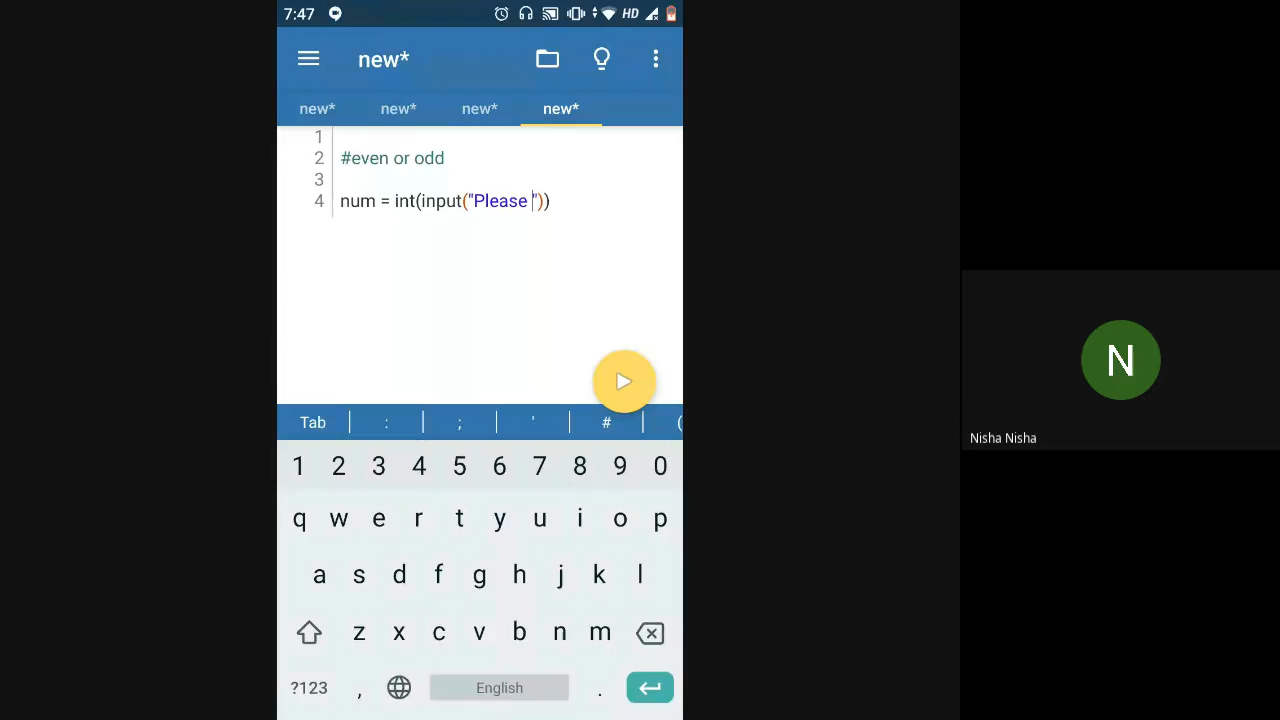 7:47 HD
new*
new* new* new* new*
1
2 #even or odd
3
4 num = int(input("Please "))
Tab : ; ' # (
1 2 3 4 5 6 7 8 9 0
q w e r t y u i o p
a s d f g h j k l
z x c v b n m
?123 , English .
N
Nisha Nisha